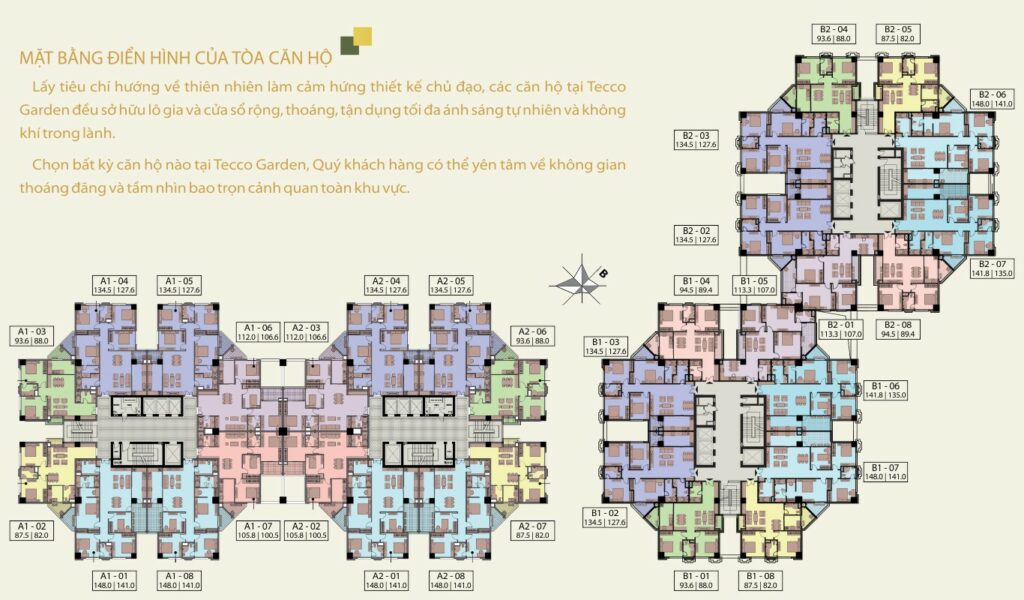 MẶT BẰNG ĐIỂN HÌNH CỦA TÒA CĂN HỘ
Lấy tiêu chí hướng về thiên nhiên làm cảm hứng thiết kế chủ đạo, các căn hộ tại Tecco
Garden đều sở hữu lô gia và cửa sổ rộng, thoáng, tận dụng tối đa ánh sáng tự nhiên và không
khí trong lành.
Chọn bất kỳ căn hộ nào tại Tecco Garden, Quý khách hàng có thể yên tâm về không gian
thoáng đãng và tầm nhìn bao trọn cảnh quan toàn khu vực.
B2 - 04
93.6 | 88.0
B2 - 05
87.5 | 82.0
B2 - 06
148.0 | 141.0
B2 - 03
134.5 | 127.6
B2 - 02
134.5 | 127.6
B2 - 07
141.8 | 135.0
B
B1 - 04
94.5 | 89.4
B1 - 05
113.3 | 107.0
B2 - 01
113.3 | 107.0
B2 - 08
94.5 | 89.4
A1 - 04
134.5 | 127.6
A1 - 05
134.5 | 127.6
A2 - 04
134.5 | 127.6
A2 - 05
134.5 | 127.6
A1 - 03
93.6 | 88.0
A1 - 06
112.0 | 106.6
A2 - 03
112.0 | 106.6
A2 - 06
93.6 | 88.0
B1 - 03
134.5 | 127.6
B1 - 06
141.8 | 135.0
B1 - 07
148.0 | 141.0
B1 - 02
134.5 | 127.6
A1 - 02
87.5 | 82.0
A1 - 07
105.8 | 100.5
A2 - 02
105.8 | 100.5
A2 - 07
87.5 | 82.0
A1 - 01
148.0 | 141.0
A1 - 08
148.0 | 141.0
A2 - 01
148.0 | 141.0
A2 - 08
148.0 | 141.0
B1 - 01
93.6 | 88.0
B1 - 08
87.5 | 82.0